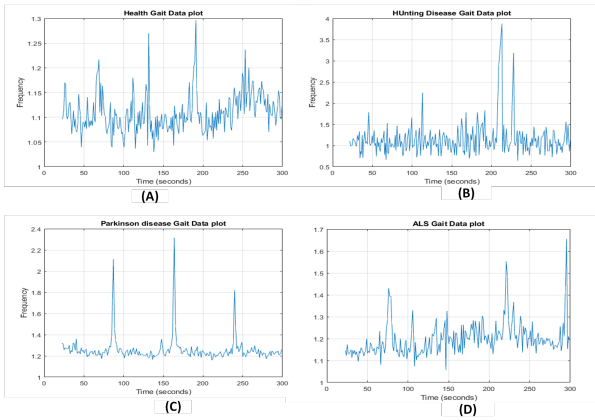 Health Gait Data plot
1.3
1.25
1.2
1.15
1.1
1.05
1
Frequency
0 50 100 150 200 250 300
Time (seconds)
(A)
HUnting Disease Gait Data plot
4
3.5
3
2.5
2
1.5
1
0.5
Frequency
0 50 100 150 200 250 300
Time (seconds)
(B)
Parkinson disease Gait Data plot
2.4
2.2
2
1.8
1.6
1.4
1.2
1
Frequency
0 50 100 150 200 250 300
Time (seconds)
(C)
ALS Gait Data plot
1.7
1.6
1.5
1.4
1.3
1.2
1.1
1
Frequency
0 50 100 150 200 250 300
Time (seconds)
(D)